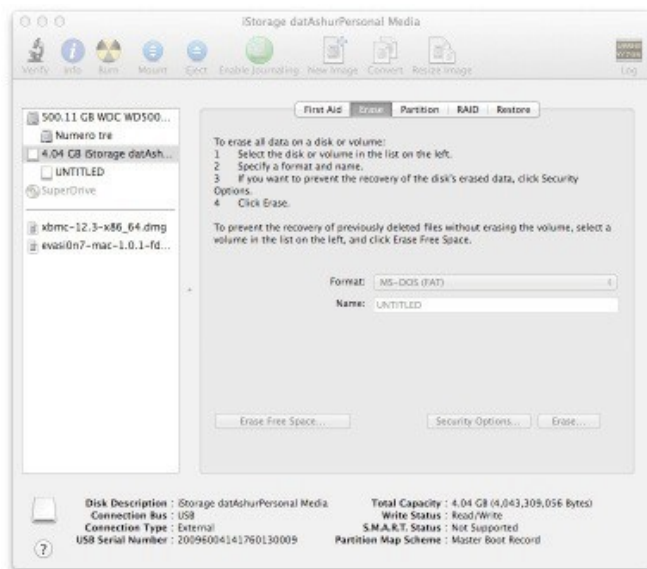 iStorage datAshurPersonal Media
Verify Info Burn Mount Eject Enable Journaling New Image Convert Resize Image Log
500.11 GB WDC WD500...
Numero tre
4.04 GB iStorage datAsh...
UNTITLED
SuperDrive
xbmc-12.3-x86_64.dmg
evasi0n7-mac-1.0.1-fd...
First Aid Erase Partition RAID Restore
To erase all data on a disk or volume:
1 Select the disk or volume in the list on the left.
2 Specify a format and name.
3 If you want to prevent the recovery of the disk's erased data, click Security
Options.
4 Click Erase.
To prevent the recovery of previously deleted files without erasing the volume, select a
volume in the list on the left, and click Erase Free Space.
Format: MS-DOS (FAT)
Name: UNTITLED
Erase Free Space... Security Options... Erase...
Disk Description : iStorage datAshurPersonal Media Total Capacity : 4.04 GB (4,043,309,056 Bytes)
Connection Bus : USB Write Status : Read/Write
Connection Type : External S.M.A.R.T. Status : Not Supported
USB Serial Number : 20096004141760130009 Partition Map Scheme : Master Boot Record
?